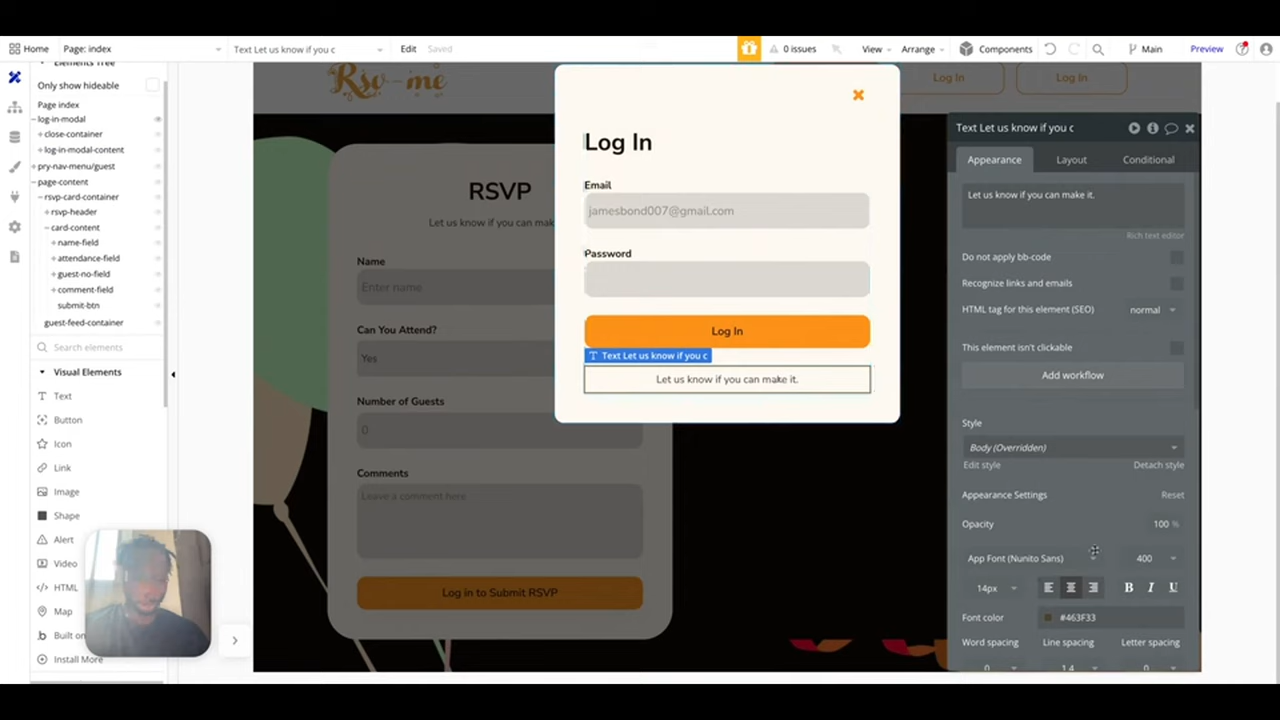 Home
Page: index
Text Let us know if you c
Edit
Saved
0 issues
View
Arrange
Components
Main
Preview
Elements Tree
Only show hideable
Page index
log-in-modal
close-container
log-in-modal-content
pry-nav-menu/guest
page-content
rsvp-card-container
rsvp-header
card-content
name-field
attendance-field
guest-no-field
comment-field
submit-btn
guest-feed-container
Search elements
Visual Elements
Text
Button
Icon
Link
Image
Shape
Alert
Video
HTML
Map
Built on
Install More
Rsv-me
Log In
Log In
RSVP
Let us know if you can mak
Name
Enter name
Can You Attend?
Yes
Number of Guests
0
Comments
Leave a comment here
Log in to Submit RSVP
Log In
Email
jamesbond007@gmail.com
Password
Log In
Text Let us know if you c
Let us know if you can make it.
Text Let us know if you c
Appearance
Layout
Conditional
Let us know if you can make it.
Rich text editor
Do not apply bb-code
Recognize links and emails
HTML tag for this element (SEO)
normal
This element isn't clickable
Add workflow
Style
Body (Overridden)
Edit style
Detach style
Appearance Settings
Reset
Opacity
100 %
App Font (Nunito Sans)
400
14px
B I U
Font color
#463F33
Word spacing
Line spacing
Letter spacing
0
1.4
0